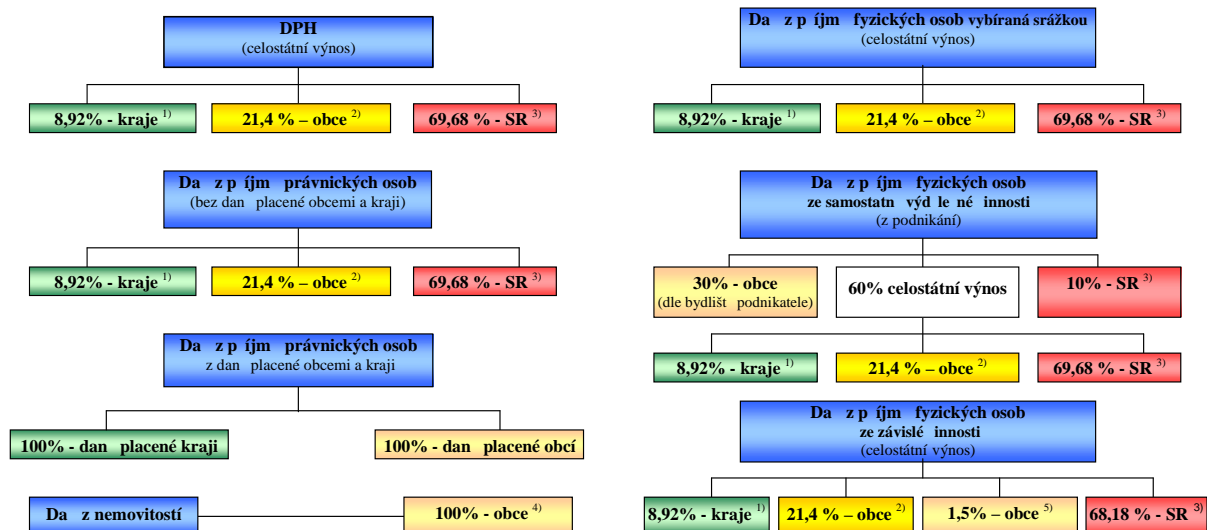 DPH
(celostátní výnos)
8,92% - kraje 1)
21,4 % – obce 2)
69,68 % - SR 3)
Da z p íjm právnických osob
(bez dan placené obcemi a kraji)
8,92% - kraje 1)
21,4 % – obce 2)
69,68 % - SR 3)
Da z p íjm právnických osob
z dan placené obcemi a kraji
100% - dan placené kraji
100% - dan placené obcí
Da z nemovitostí
100% - obce 4)
Da z p íjm fyzických osob vybíraná srážkou
(celostátní výnos)
8,92% - kraje 1)
21,4 % – obce 2)
69,68 % - SR 3)
Da z p íjm fyzických osob
ze samostatn výd le né innosti
(z podnikání)
30% - obce
(dle bydlišt podnikatele)
60% celostátní výnos
10% - SR 3)
8,92% - kraje 1)
21,4 % – obce 2)
69,68 % - SR 3)
Da z p íjm fyzických osob
ze závislé innosti
(celostátní výnos)
8,92% - kraje 1)
21,4 % – obce 2)
1,5% – obce 5)
68,18 % - SR 3)